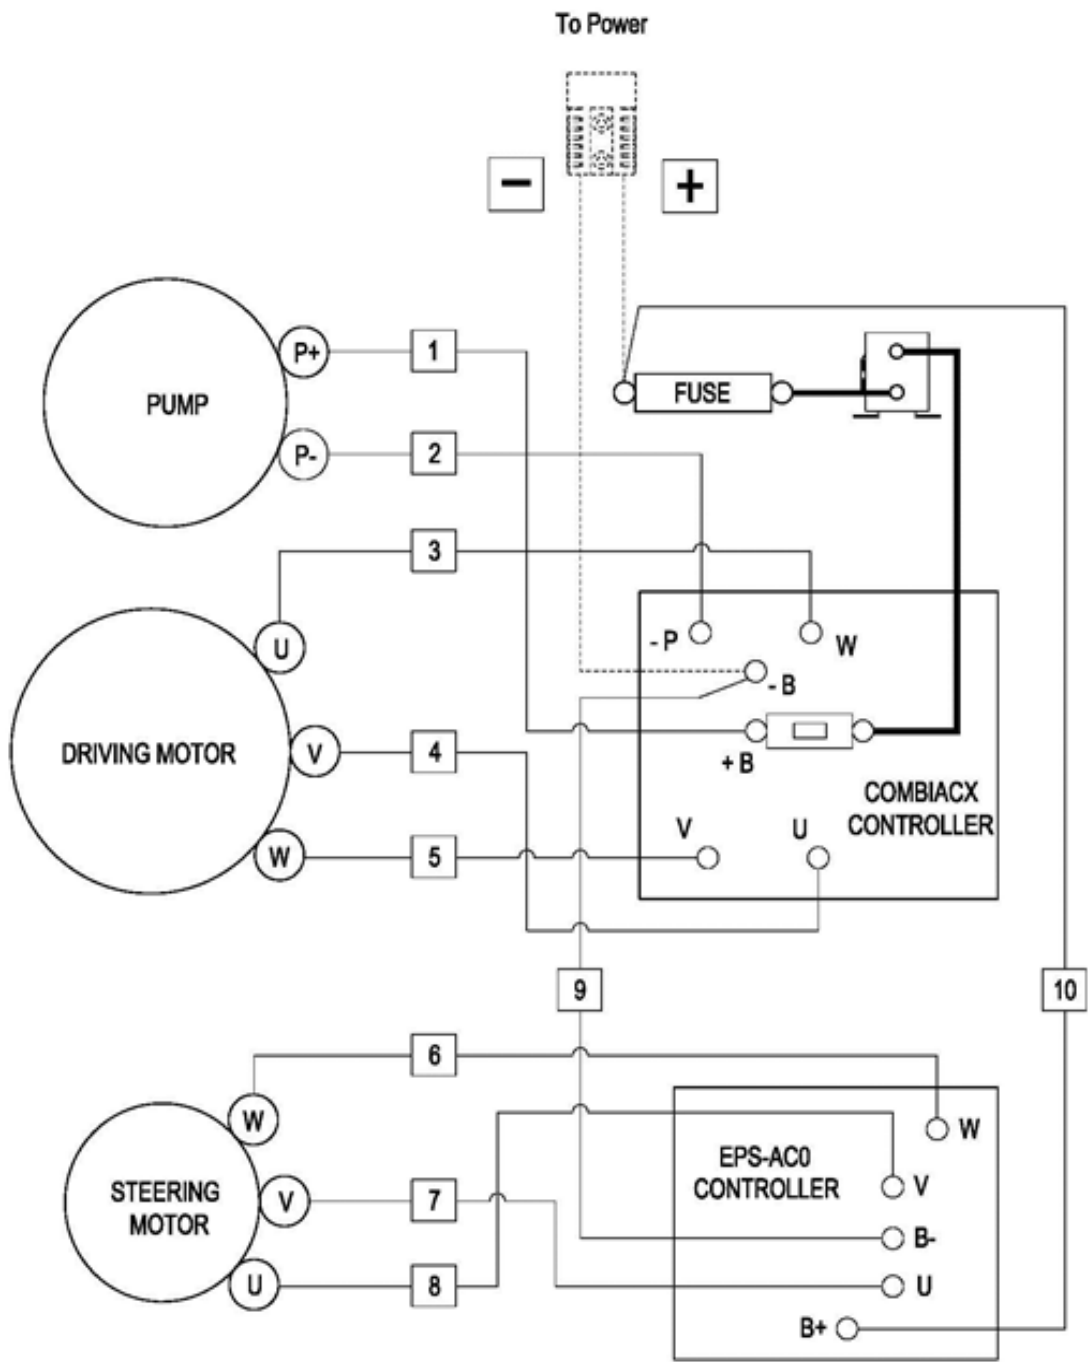 To Power
−
+
P+
1
PUMP
FUSE
P-
2
3
U
- P
W
- B
DRIVING MOTOR
V
4
+ B
COMBIACX
CONTROLLER
V
U
W
5
9
10
6
W
W
EPS-AC0
CONTROLLER
V
STEERING
MOTOR
V
7
B-
U
8
U
B+